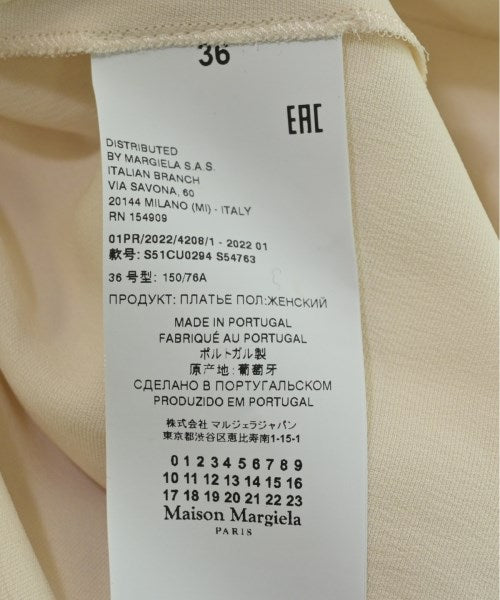 36
EAC
DISTRIBUTED
BY MARGIELA S.A.S.
ITALIAN BRANCH
VIA SAVONA, 60
20144 MILANO (MI) - ITALY
RN 154909
01PR/2022/4208/1 - 2022 01
款号: S51CU0294 S54763
36 号型: 150/76A
ПРОДУКТ: ПЛАТЬЕ ПОЛ:ЖЕНСКИЙ
MADE IN PORTUGAL
FABRIQUÉ AU PORTUGAL
ポルトガル製
原产地: 葡萄牙
СДЕЛАНО В ПОРТУГАЛЬСКОМ
PRODUZIDO EM PORTUGAL
株式会社 マルジェラジャパン
東京都渋谷区恵比寿南1-15-1
0 1 2 3 4 5 6 7 8 9
10 11 12 13 14 15 16
17 18 19 20 21 22 23
Maison Margiela
PARIS